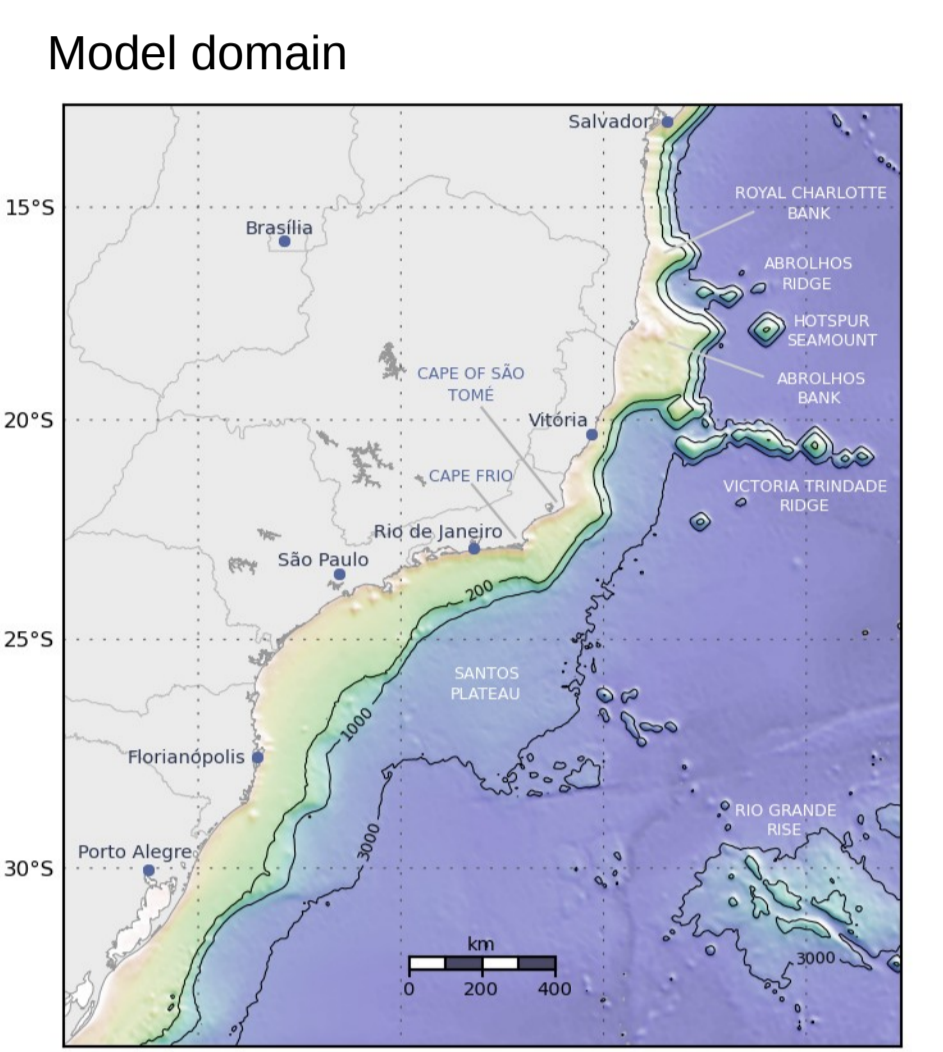 Model domain
Salvador
15°S
ROYAL CHARLOTTE
BANK
Brasília
ABROLHOS
RIDGE
HOTSPUR
SEAMOUNT
CAPE OF SÃO
TOMÉ
ABROLHOS
BANK
20°S
Vitória
CAPE FRIO
VICTORIA TRINDADE
RIDGE
Rio de Janeiro
São Paulo
200
25°S
SANTOS
PLATEAU
1000
Florianópolis
3000
RIO GRANDE
RISE
Porto Alegre
30°S
km
3000
0 200 400